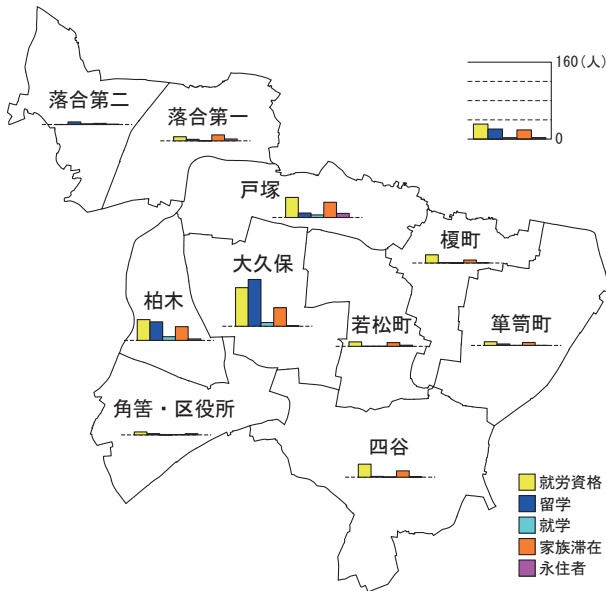 160(人)
0
落合第二
落合第一
戸塚
榎町
大久保
柏木
若松町
箪笥町
角筈・区役所
四谷
就労資格
留学
就学
家族滞在
永住者